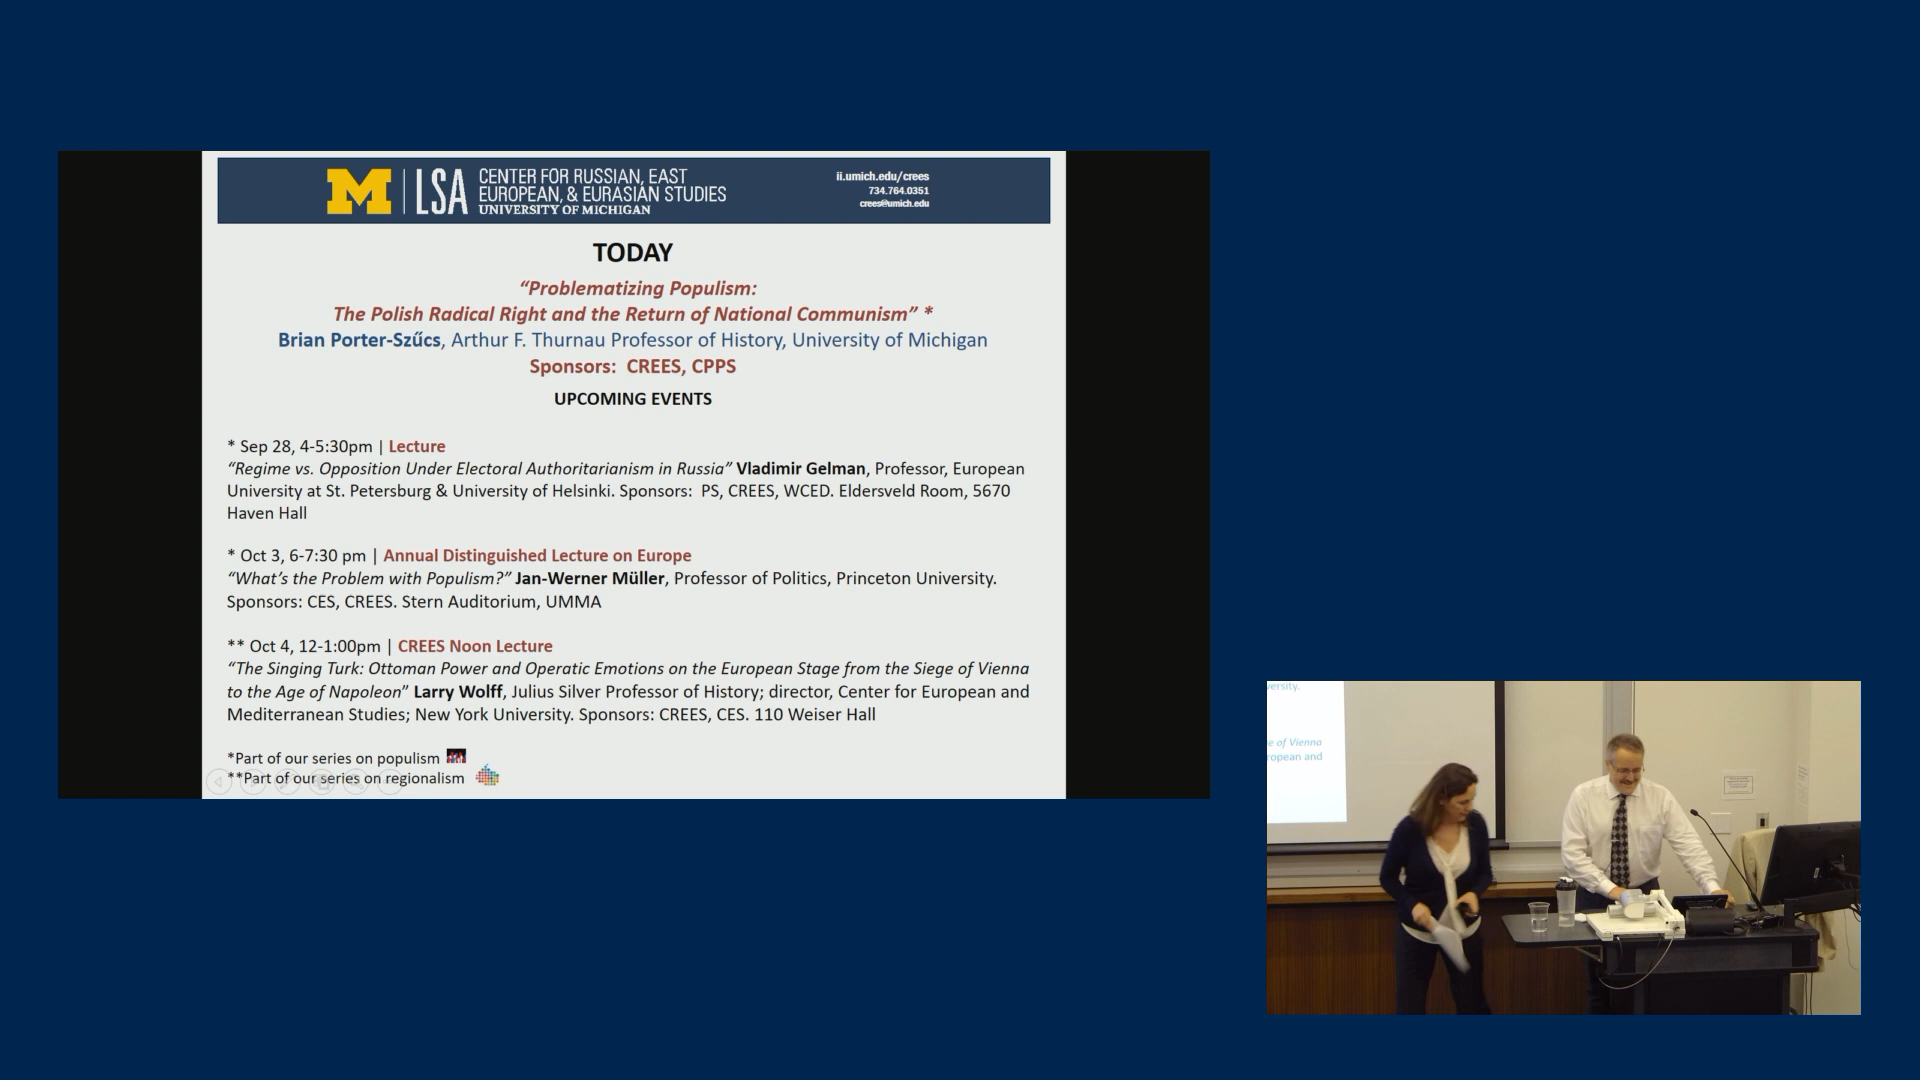 M | LSA CENTER FOR RUSSIAN, EAST
EUROPEAN, & EURASIAN STUDIES
UNIVERSITY OF MICHIGAN
ii.umich.edu/crees
734.764.0351
crees@umich.edu
TODAY
“Problematizing Populism:
The Polish Radical Right and the Return of National Communism” *
Brian Porter-Szűcs, Arthur F. Thurnau Professor of History, University of Michigan
Sponsors: CREES, CPPS
UPCOMING EVENTS
* Sep 28, 4-5:30pm | Lecture
“Regime vs. Opposition Under Electoral Authoritarianism in Russia” Vladimir Gelman, Professor, European
University at St. Petersburg & University of Helsinki. Sponsors: PS, CREES, WCED. Eldersveld Room, 5670
Haven Hall
* Oct 3, 6-7:30 pm | Annual Distinguished Lecture on Europe
“What’s the Problem with Populism?” Jan-Werner Müller, Professor of Politics, Princeton University.
Sponsors: CES, CREES. Stern Auditorium, UMMA
** Oct 4, 12-1:00pm | CREES Noon Lecture
“The Singing Turk: Ottoman Power and Operatic Emotions on the European Stage from the Siege of Vienna
to the Age of Napoleon” Larry Wolff, Julius Silver Professor of History; director, Center for European and
Mediterranean Studies; New York University. Sponsors: CREES, CES. 110 Weiser Hall
*Part of our series on populism
**Part of our series on regionalism
versity.
e of Vienna
ropean and